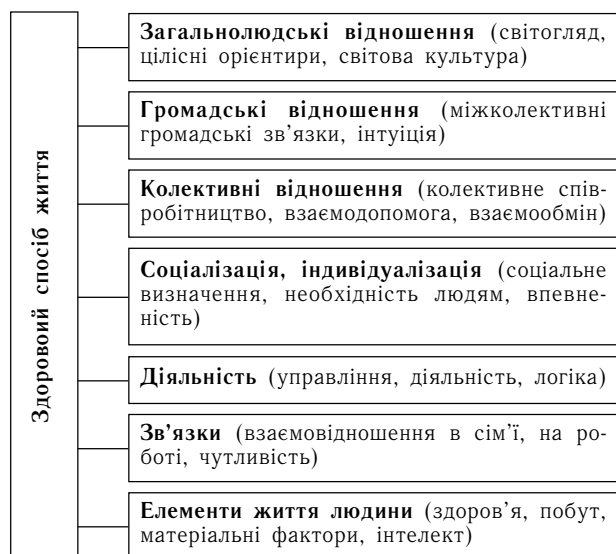 Здоровоий спосіб життя
Загальнолюдські відношення (світогляд,
цілісні орієнтири, світова культура)
Громадські відношення (міжколективні
громадські зв'язки, інтуіція)
Колективні відношення (колективне спів-
робітництво, взаємодопомога, взаємообмін)
Соціалізація, індивідуалізація (соціальне
визначення, необхідність людям, впевне-
ність)
Діяльність (управління, діяльність, логіка)
Зв'язки (взаємовідношення в сім'ї, на ро-
боті, чутливість)
Елементи життя людини (здоров'я, побут,
матеріальні фактори, інтелект)